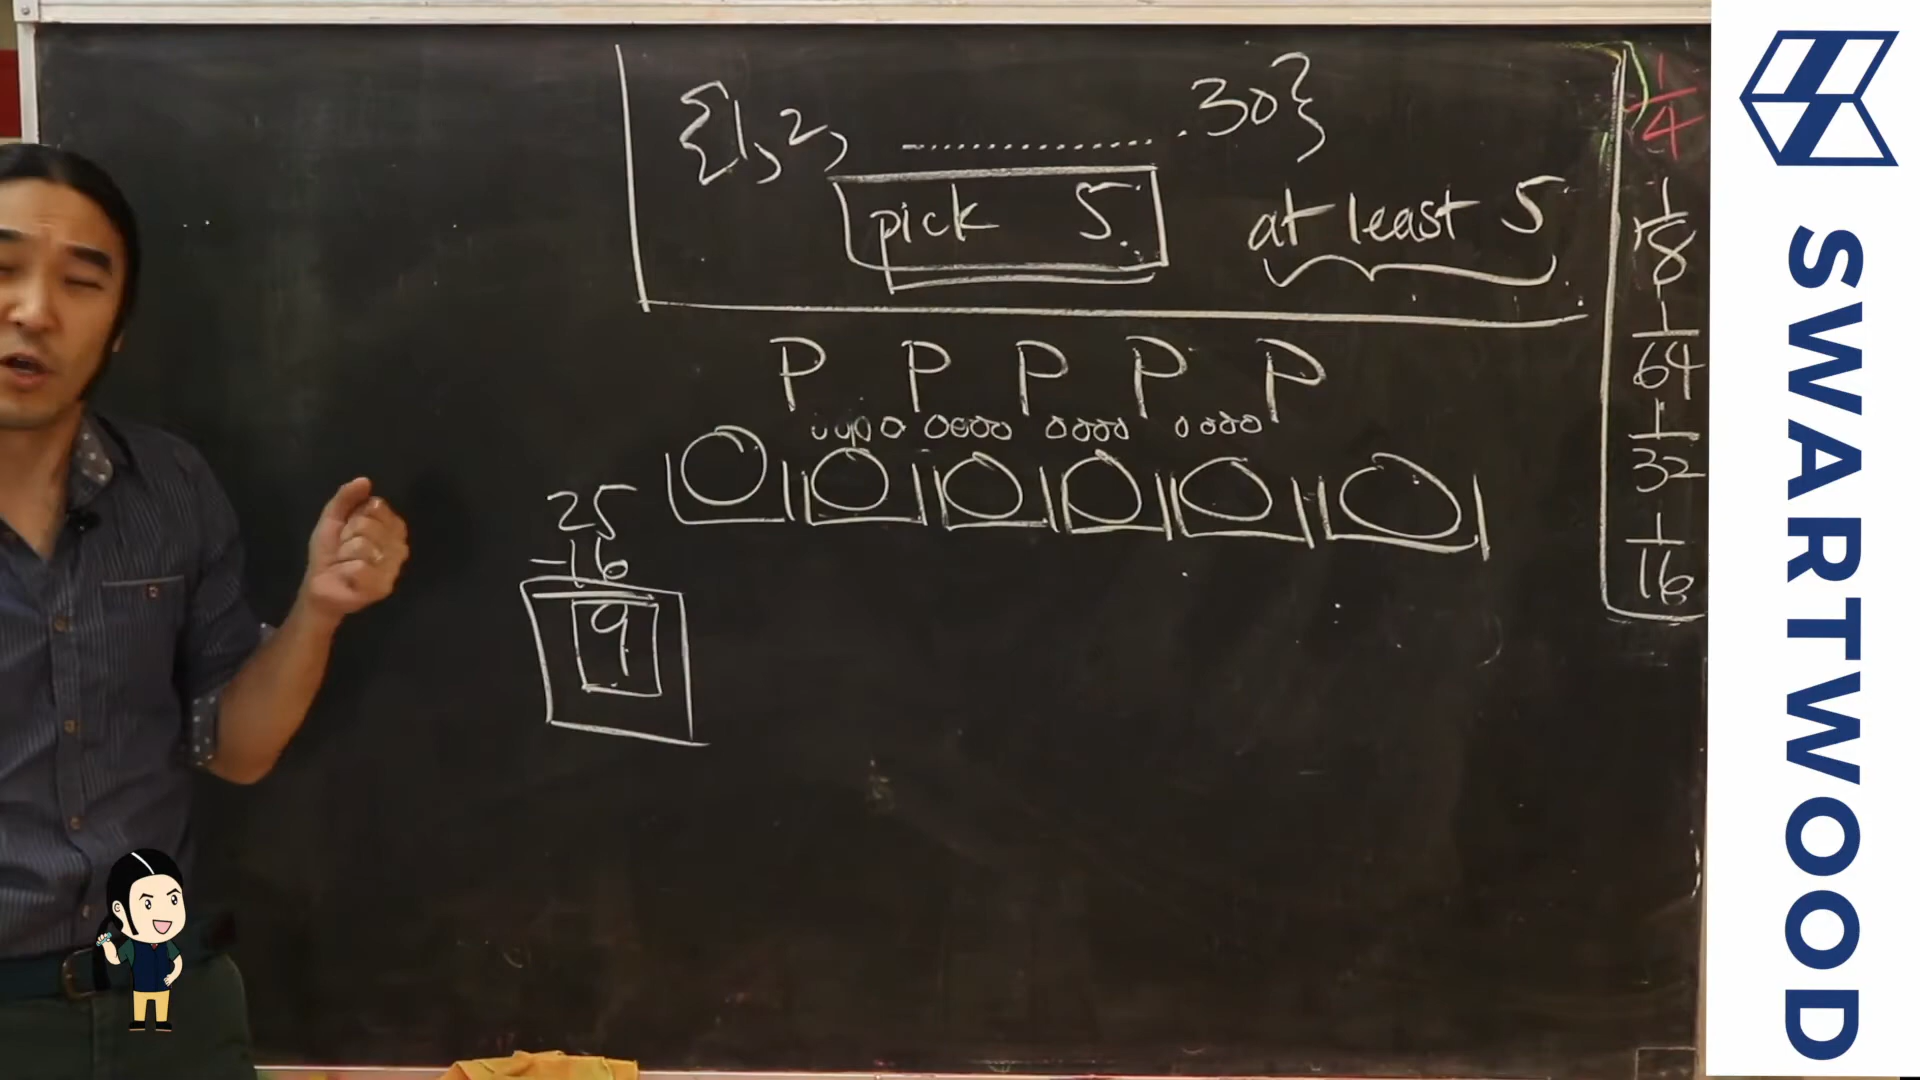 {1, 2, .................. 30}
pick 5
at least 5
P P P P P
25
-16
9
1
4
1
8
1
64
1
32
1
16
SWARTWOOD